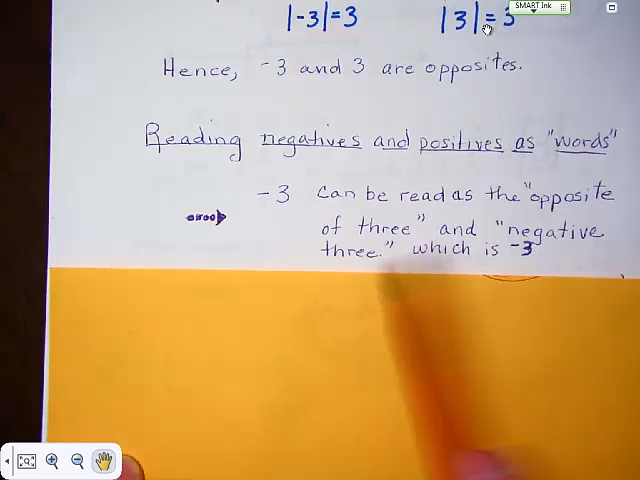 |-3|=3 |3|=3
SMART Ink
Hence, -3 and 3 are opposites.
Reading negatives and positives as "words"
-3 can be read as the "opposite
of three" and "negative
three." which is -3